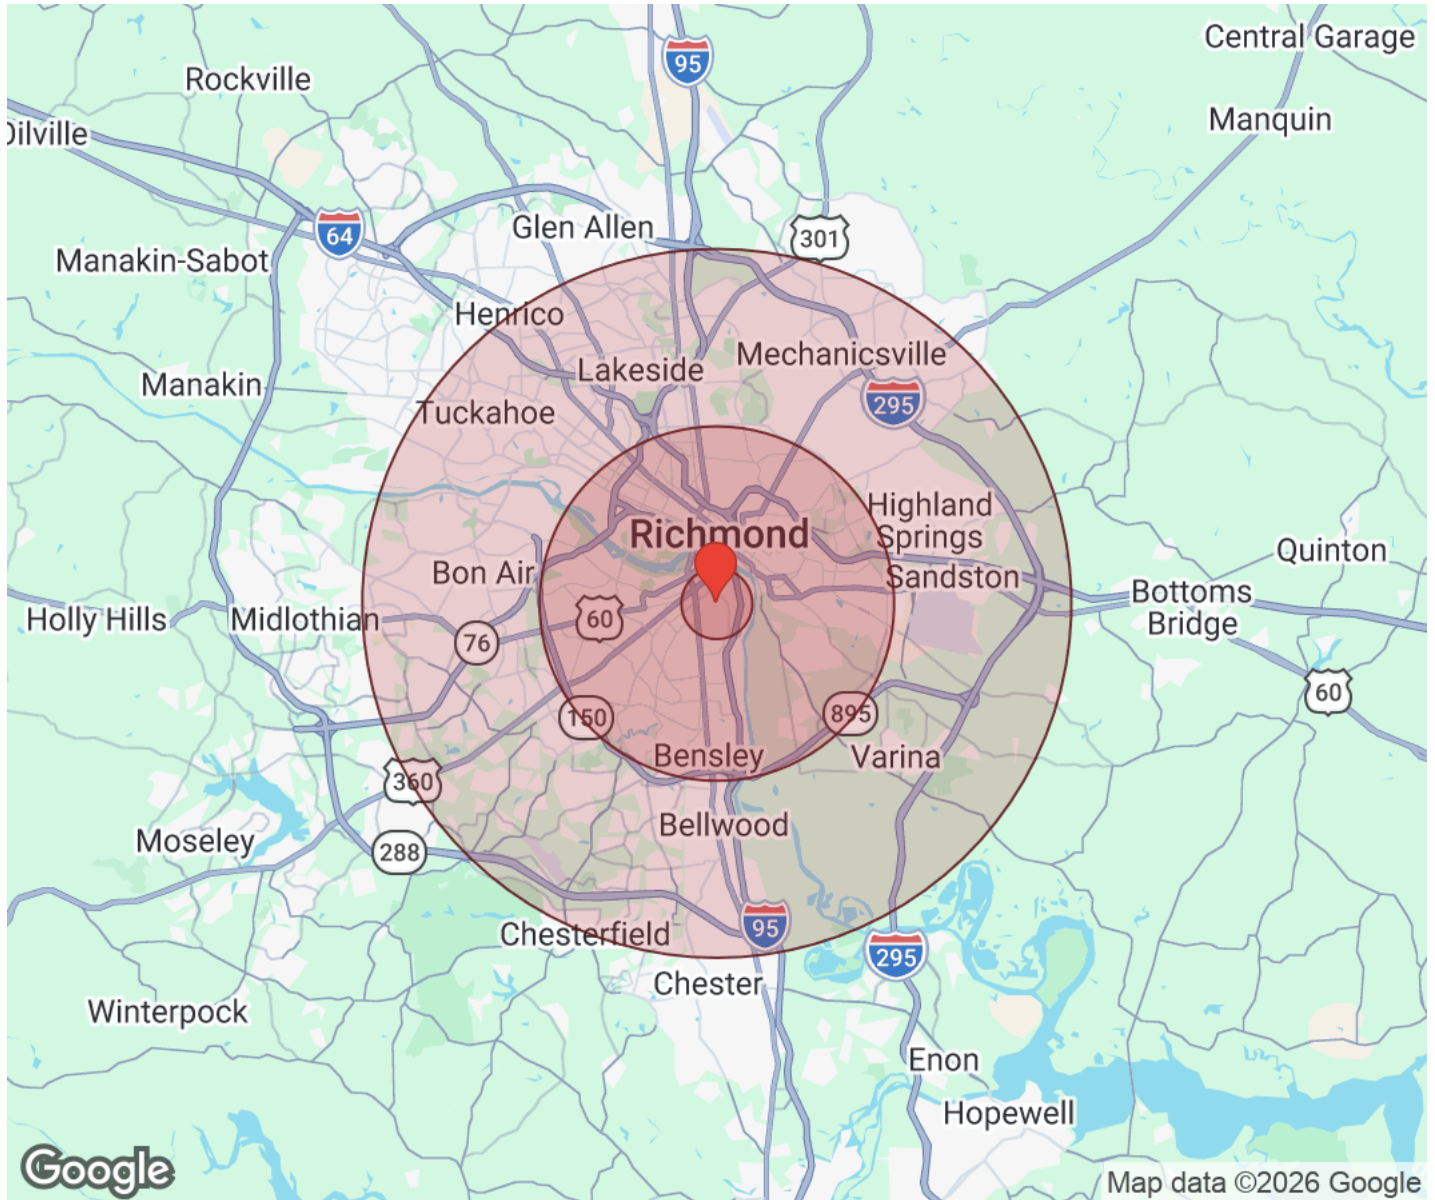 Central Garage
95
Rockville
Manquin
Oilville
Glen Allen
301
64
Manakin-Sabot
Henrico
Mechanicsville
Lakeside
Manakin
295
Tuckahoe
Highland
Springs
Richmond
Quinton
Bon Air
Sandston
Bottoms
Bridge
Holly Hills
Midlothian
60
76
60
150
895
Bensley
Varina
360
Bellwood
Moseley
288
95
Chesterfield
295
Chester
Winterpock
Enon
Hopewell
Google
Map data ©2026 Google